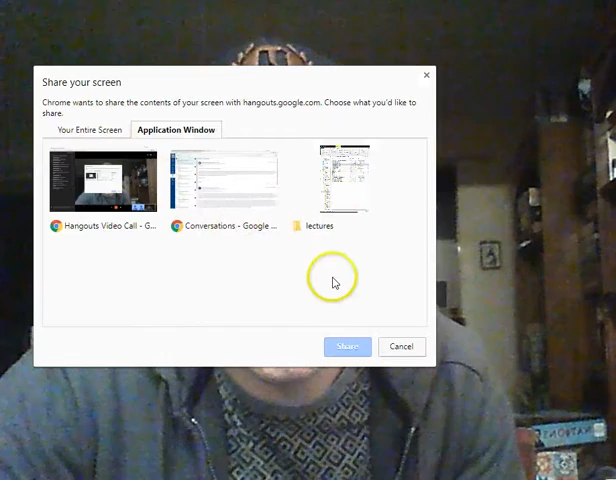 Share your screen
Chrome wants to share the contents of your screen with hangouts.google.com. Choose what you'd like to
share.
Your Entire Screen
Application Window
Hangouts Video Call - G...
Conversations - Google ...
lectures
Share
Cancel